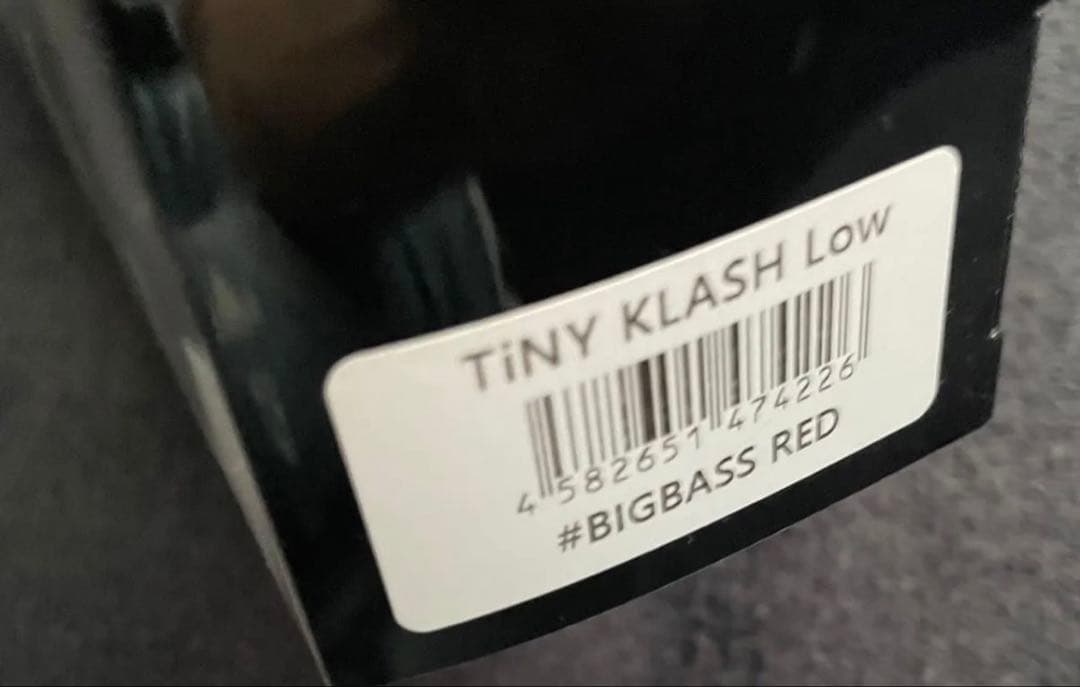 TiNY KLASH Low
4 582651 474226
#BIGBASS RED